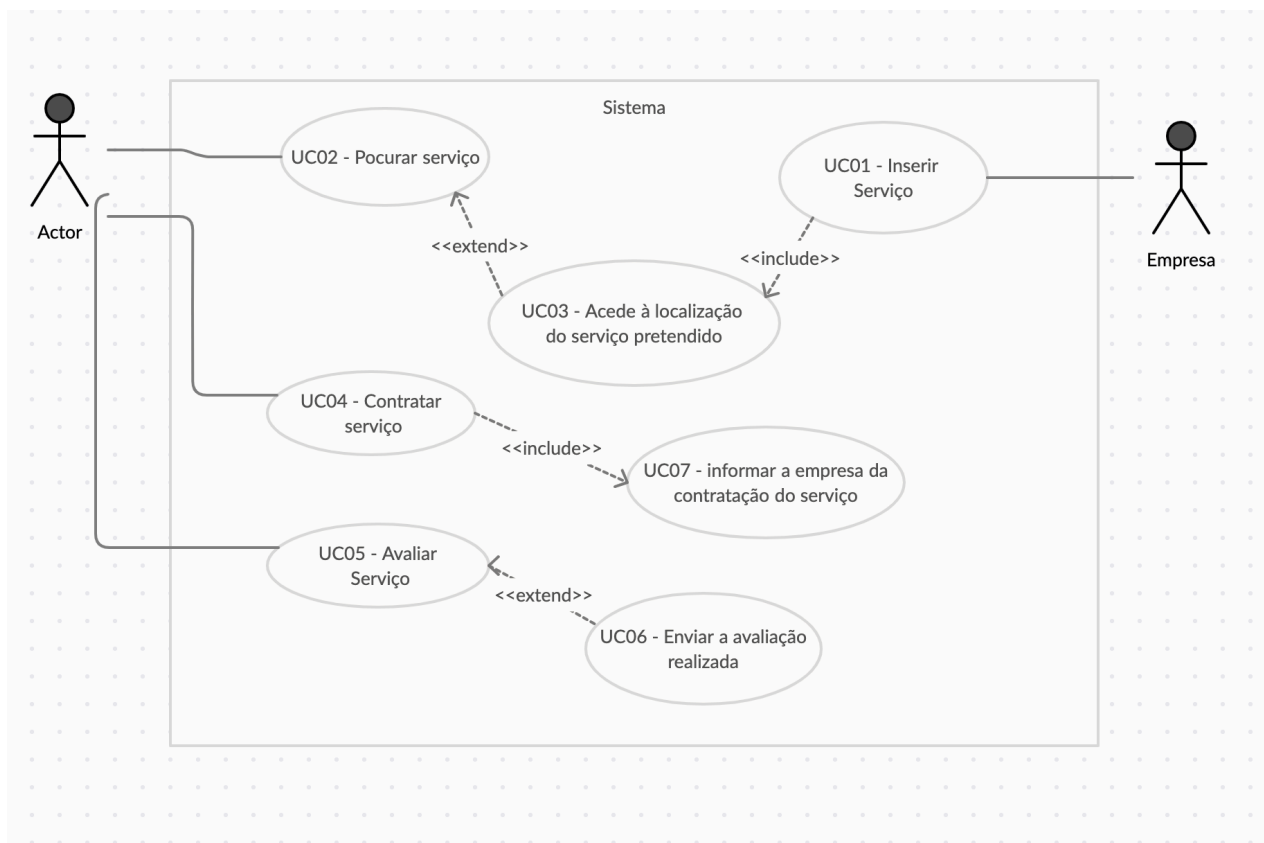 Sistema
UC02 - Pocurar serviço
UC01 - Inserir
Serviço
Actor
<<extend>>
<<include>>
Empresa
UC03 - Acede à localização
do serviço pretendido
UC04 - Contratar
serviço
<<include>>
UC07 - informar a empresa da
contratação do serviço
UC05 - Avaliar
Serviço
<<extend>>
UC06 - Enviar a avaliação
realizada